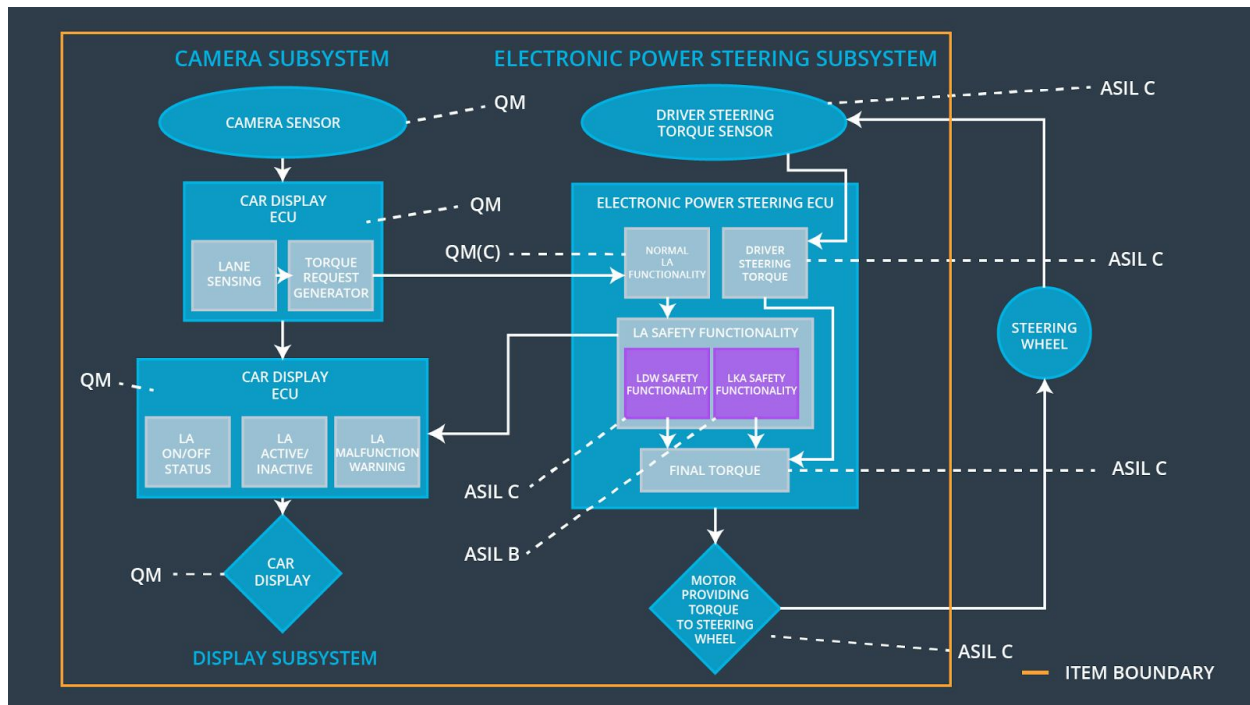 CAMERA SUBSYSTEM
CAMERA SENSOR
QM
CAR DISPLAY
ECU
QM
LANE
SENSING
TORQUE
REQUEST
GENERATOR
CAR DISPLAY
ECU
QM
LA
ON/OFF
STATUS
LA
ACTIVE/
INACTIVE
LA
MALFUNCTION
WARNING
CAR
DISPLAY
QM
DISPLAY SUBSYSTEM
ELECTRONIC POWER STEERING SUBSYSTEM
DRIVER STEERING
TORQUE SENSOR
ASIL C
ELECTRONIC POWER STEERING ECU
QM(C)
NORMAL
LA
FUNCTIONALITY
DRIVER
STEERING
TORQUE
ASIL C
LA SAFETY FUNCTIONALITY
LDW SAFETY
FUNCTIONALITY
LKA SAFETY
FUNCTIONALITY
ASIL C
ASIL B
FINAL TORQUE
ASIL C
MOTOR
PROVIDING
TORQUE
TO STEERING
WHEEL
ASIL C
STEERING
WHEEL
ITEM BOUNDARY